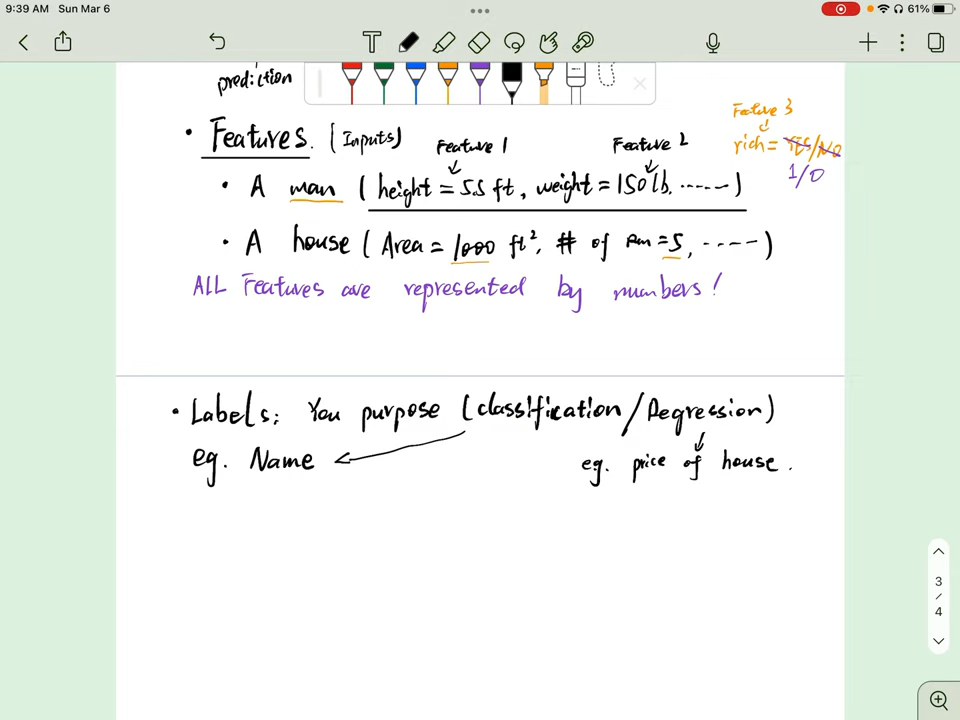 9:39 AM Sun Mar 6
61%
T
prediction
Feature 3
• Features. (Inputs)
Feature 1
Feature 2
rich = YES/NO
1/0
• A man (height = 5.5 ft, weight = 150 lb. ......)
• A house (Area = 1000 ft², # of rm = 5, ......)
ALL Features are represented by numbers!
• Labels: You purpose (classification/Regression)
eg. Name
eg. price of house.
3
/
4